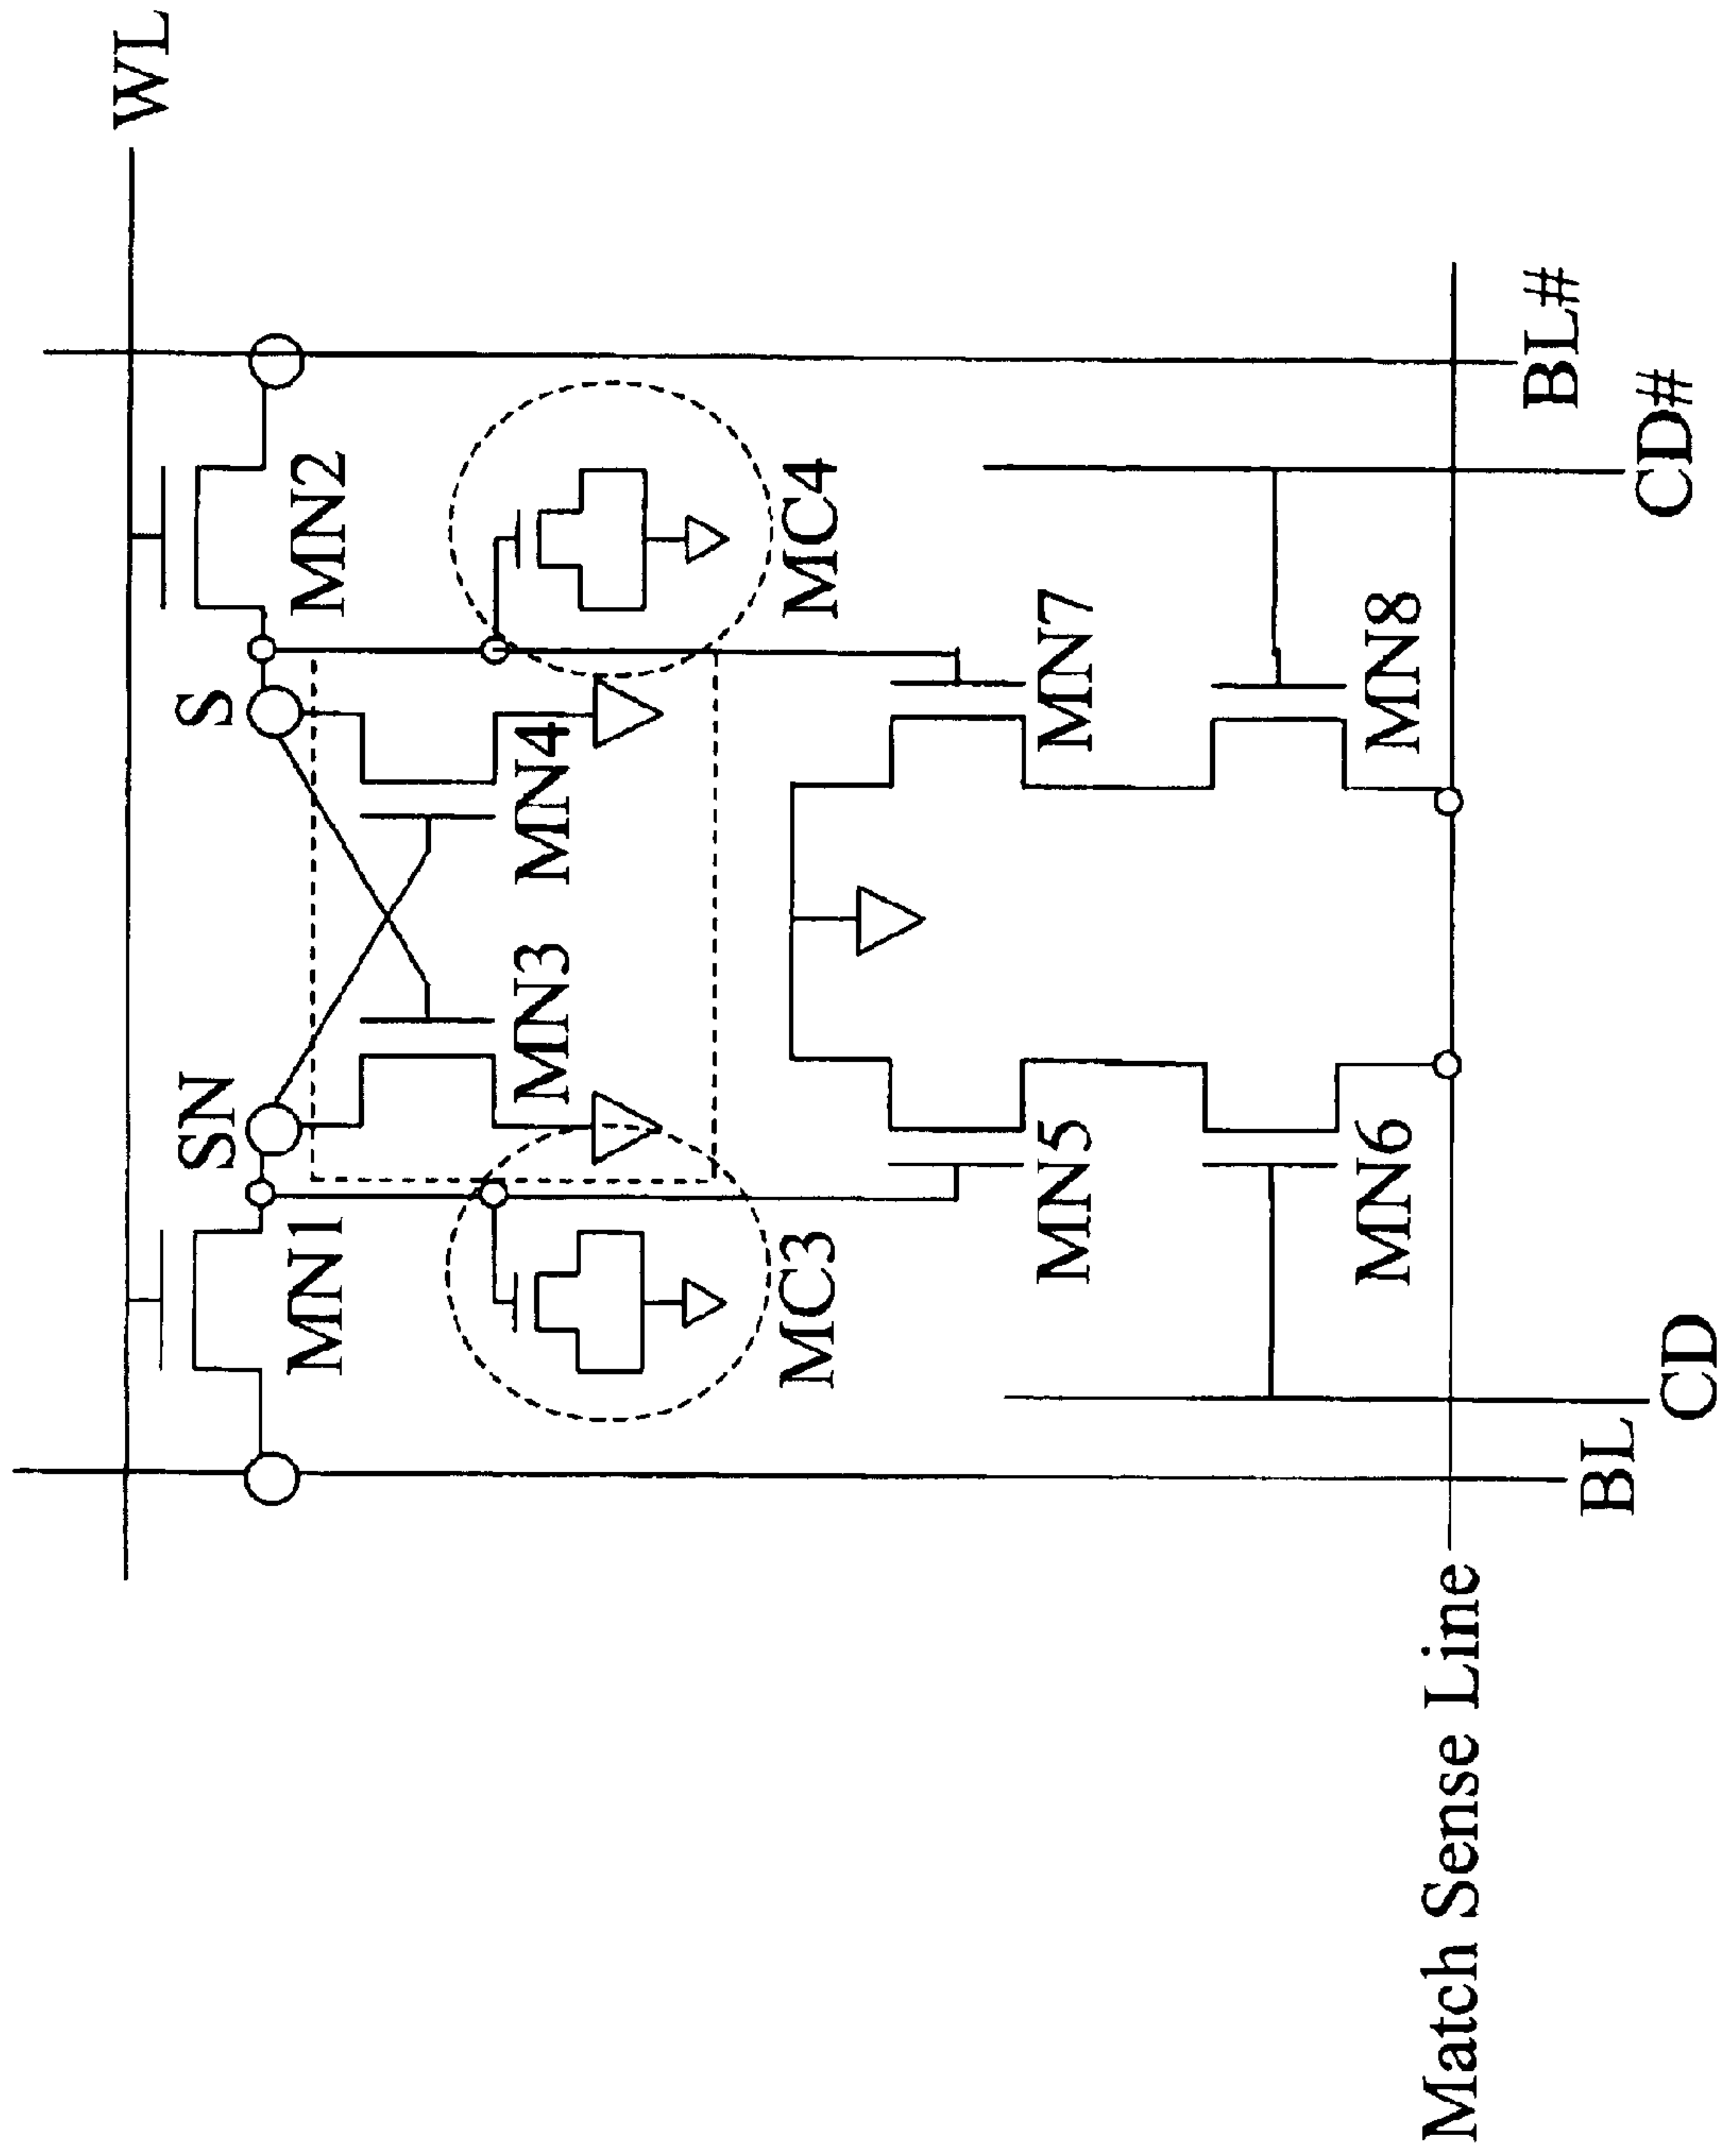 WL
S
SN
MN2
MN1
MN4
MN3
MC4
MC3
MN7
MN5
MN8
MN6
Match Sense Line
BL#
BL
CD#
CD